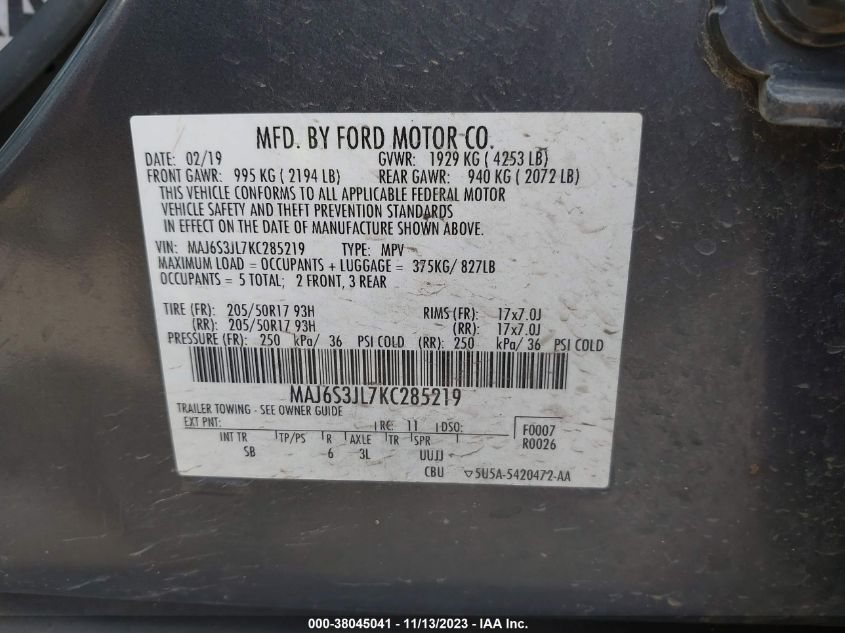 MFD. BY FORD MOTOR CO.
DATE: 02/19 GVWR: 1929 KG ( 4253 LB)
FRONT GAWR: 995 KG ( 2194 LB) REAR GAWR: 940 KG ( 2072 LB)
THIS VEHICLE CONFORMS TO ALL APPLICABLE FEDERAL MOTOR
VEHICLE SAFETY AND THEFT PREVENTION STANDARDS
IN EFFECT ON THE DATE OF MANUFACTURE SHOWN ABOVE.
VIN: MAJ6S3JL7KC285219 TYPE: MPV
MAXIMUM LOAD = OCCUPANTS + LUGGAGE = 375KG/ 827LB
OCCUPANTS = 5 TOTAL; 2 FRONT, 3 REAR
TIRE (FR): 205/50R17 93H RIMS (FR): 17x7.0J
(RR): 205/50R17 93H (RR): 17x7.0J
PRESSURE (FR): 250 kPa/ 36 PSI COLD (RR): 250 kPa/ 36 PSI COLD
MAJ6S3JL7KC285219
TRAILER TOWING - SEE OWNER GUIDE
EXT PNT: RC: 11 DSO: F0007
INT TR TP/PS R AXLE TR SPR R0026
SB 6 3L UUJJ
CBU ▽5U5A-5420472-AA
000-38045041 - 11/13/2023 - IAA Inc.